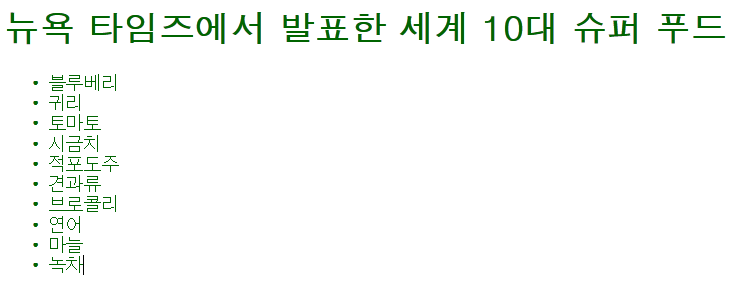 뉴욕 타임즈에서 발표한 세계 10대 슈퍼 푸드
• 블루베리
• 귀리
• 토마토
• 시금치
• 적포도주
• 견과류
• 브로콜리
• 연어
• 마늘
• 녹채